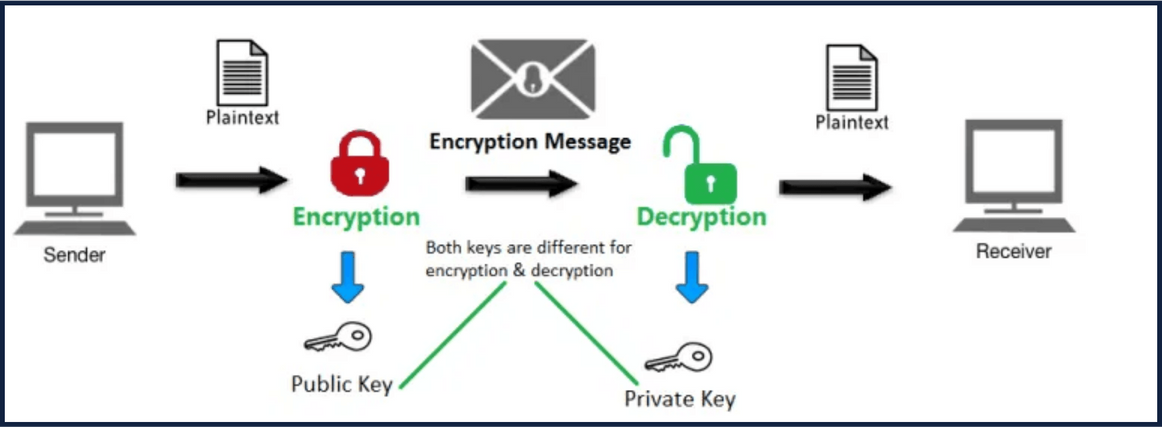 Plaintext
Plaintext
Encryption Message
Encryption
Decryption
Sender
Receiver
Both keys are different for
encryption & decryption
Public Key
Private Key